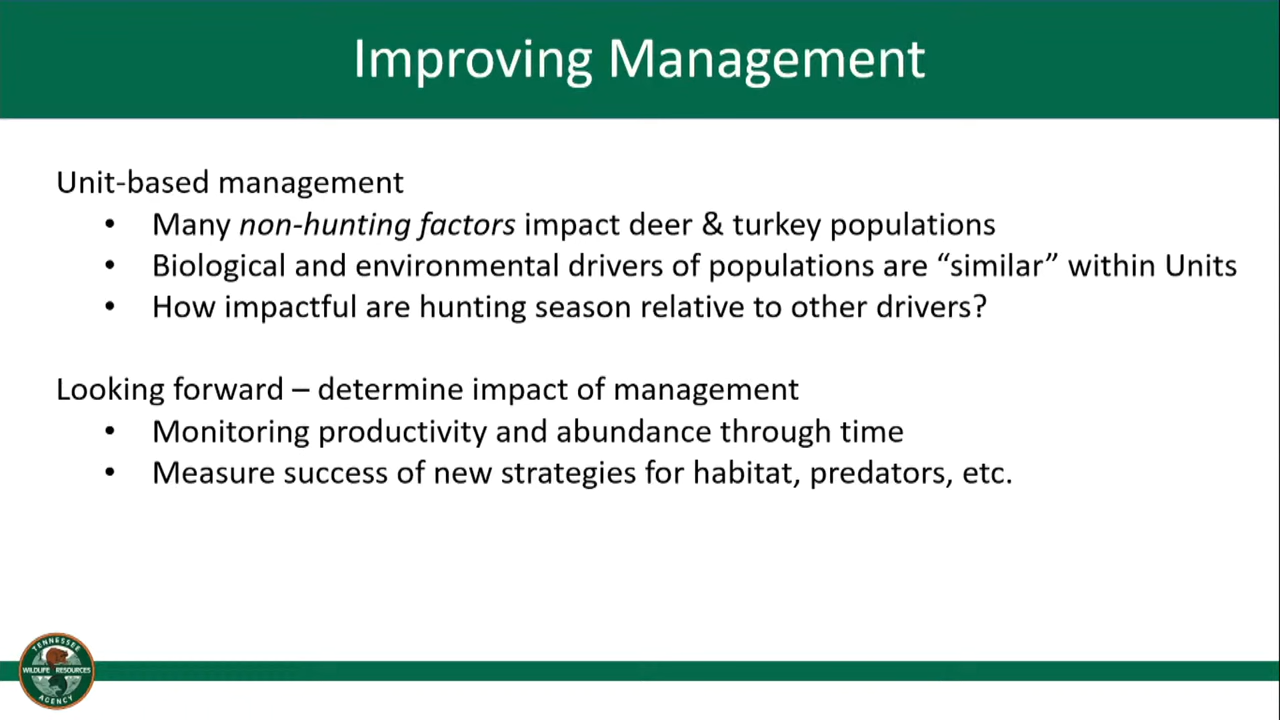 Improving Management
Unit-based management
• Many non-hunting factors impact deer & turkey populations
• Biological and environmental drivers of populations are “similar” within Units
• How impactful are hunting season relative to other drivers?
Looking forward – determine impact of management
• Monitoring productivity and abundance through time
• Measure success of new strategies for habitat, predators, etc.
TENNESSEE
WILDLIFE RESOURCES
AGENCY